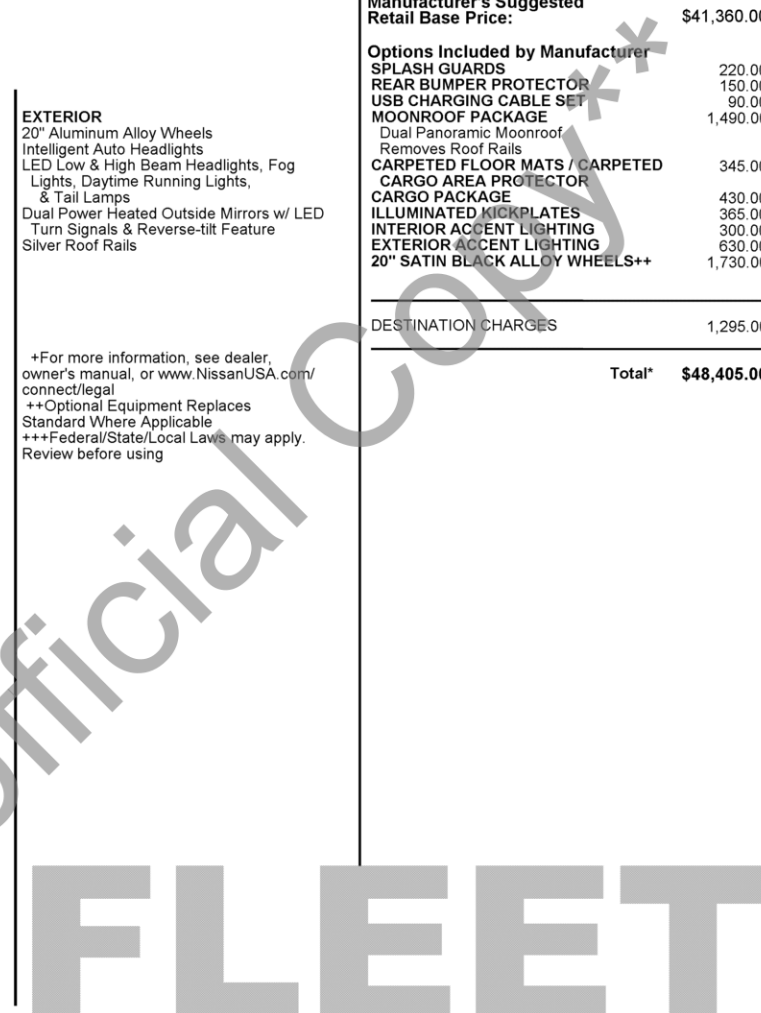 EXTERIOR
20" Aluminum Alloy Wheels
Intelligent Auto Headlights
LED Low & High Beam Headlights, Fog
Lights, Daytime Running Lights,
& Tail Lamps
Dual Power Heated Outside Mirrors w/ LED
Turn Signals & Reverse-tilt Feature
Silver Roof Rails
+For more information, see dealer,
owner's manual, or www.NissanUSA.com/
connect/legal
++Optional Equipment Replaces
Standard Where Applicable
+++Federal/State/Local Laws may apply.
Review before using
Manufacturer's Suggested
Retail Base Price: $41,360.00
Options Included by Manufacturer
SPLASH GUARDS 220.00
REAR BUMPER PROTECTOR 150.00
USB CHARGING CABLE SET 90.00
MOONROOF PACKAGE 1,490.00
Dual Panoramic Moonroof
Removes Roof Rails
CARPETED FLOOR MATS / CARPETED 345.00
CARGO AREA PROTECTOR
CARGO PACKAGE 430.00
ILLUMINATED KICKPLATES 365.00
INTERIOR ACCENT LIGHTING 300.00
EXTERIOR ACCENT LIGHTING 630.00
20" SATIN BLACK ALLOY WHEELS++ 1,730.00
DESTINATION CHARGES 1,295.00
Total* $48,405.00
fficial Copy**
FLEET